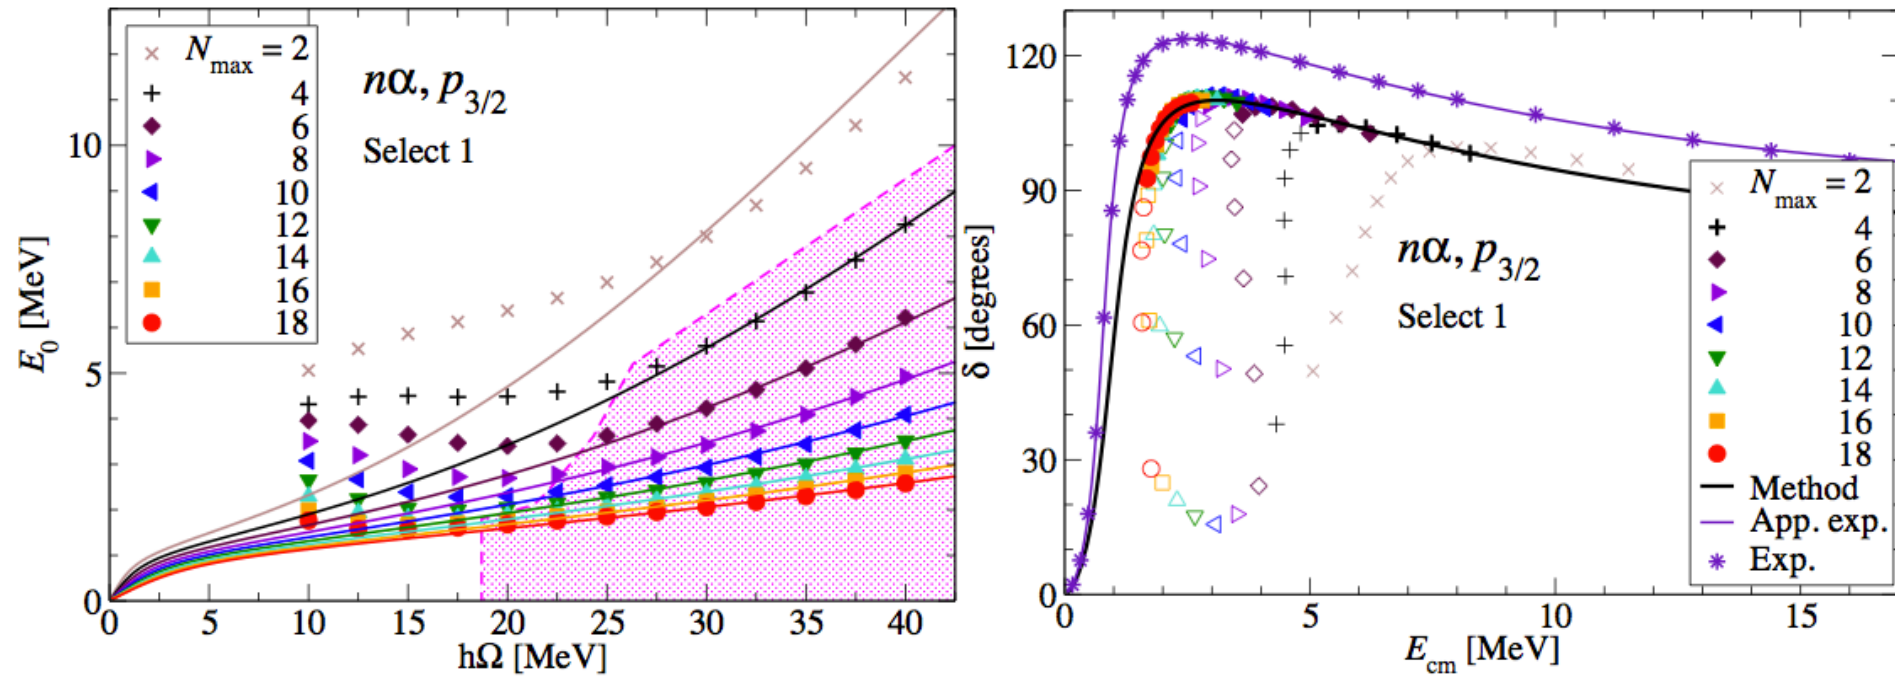 N_max = 2
4
6
8
10
12
14
16
18
nα, p_3/2
Select 1
E_0 [MeV]
10
5
0
0 5 10 15 20 25 30 35 40
hΩ [MeV]
δ [degrees]
120
90
60
30
0
nα, p_3/2
Select 1
N_max = 2
4
6
8
10
12
14
16
18
Method
App. exp.
Exp.
0 5 10 15
E_cm [MeV]